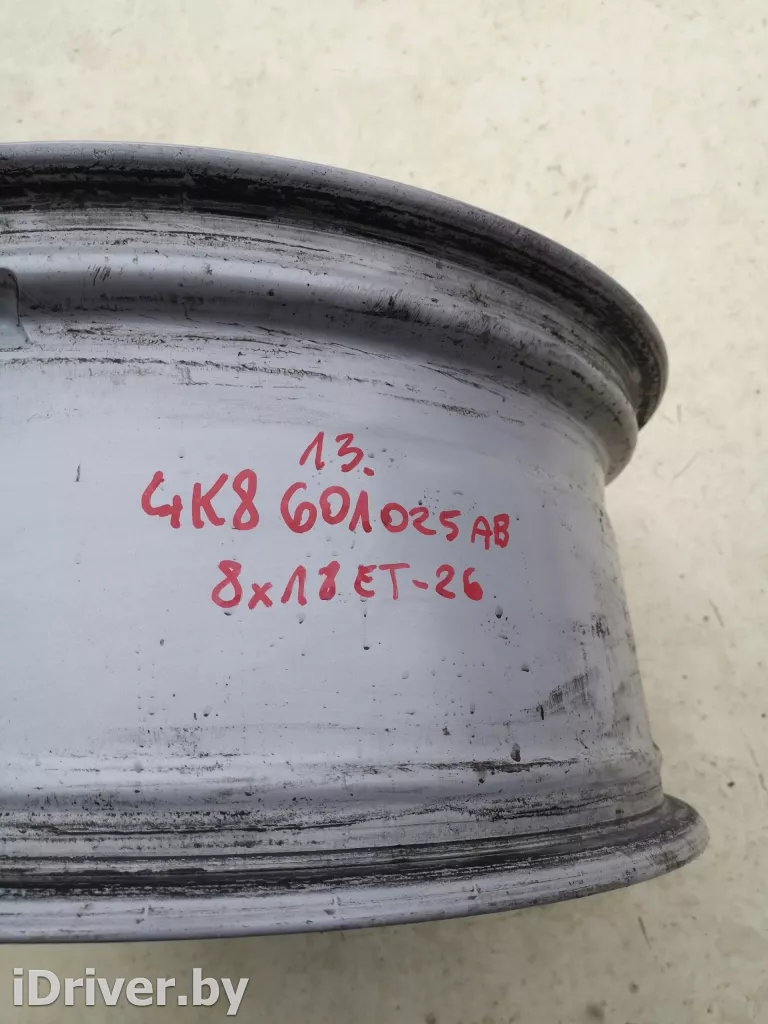 13.
4K8 601025 AB
8x18 ET-26
iDriver.by